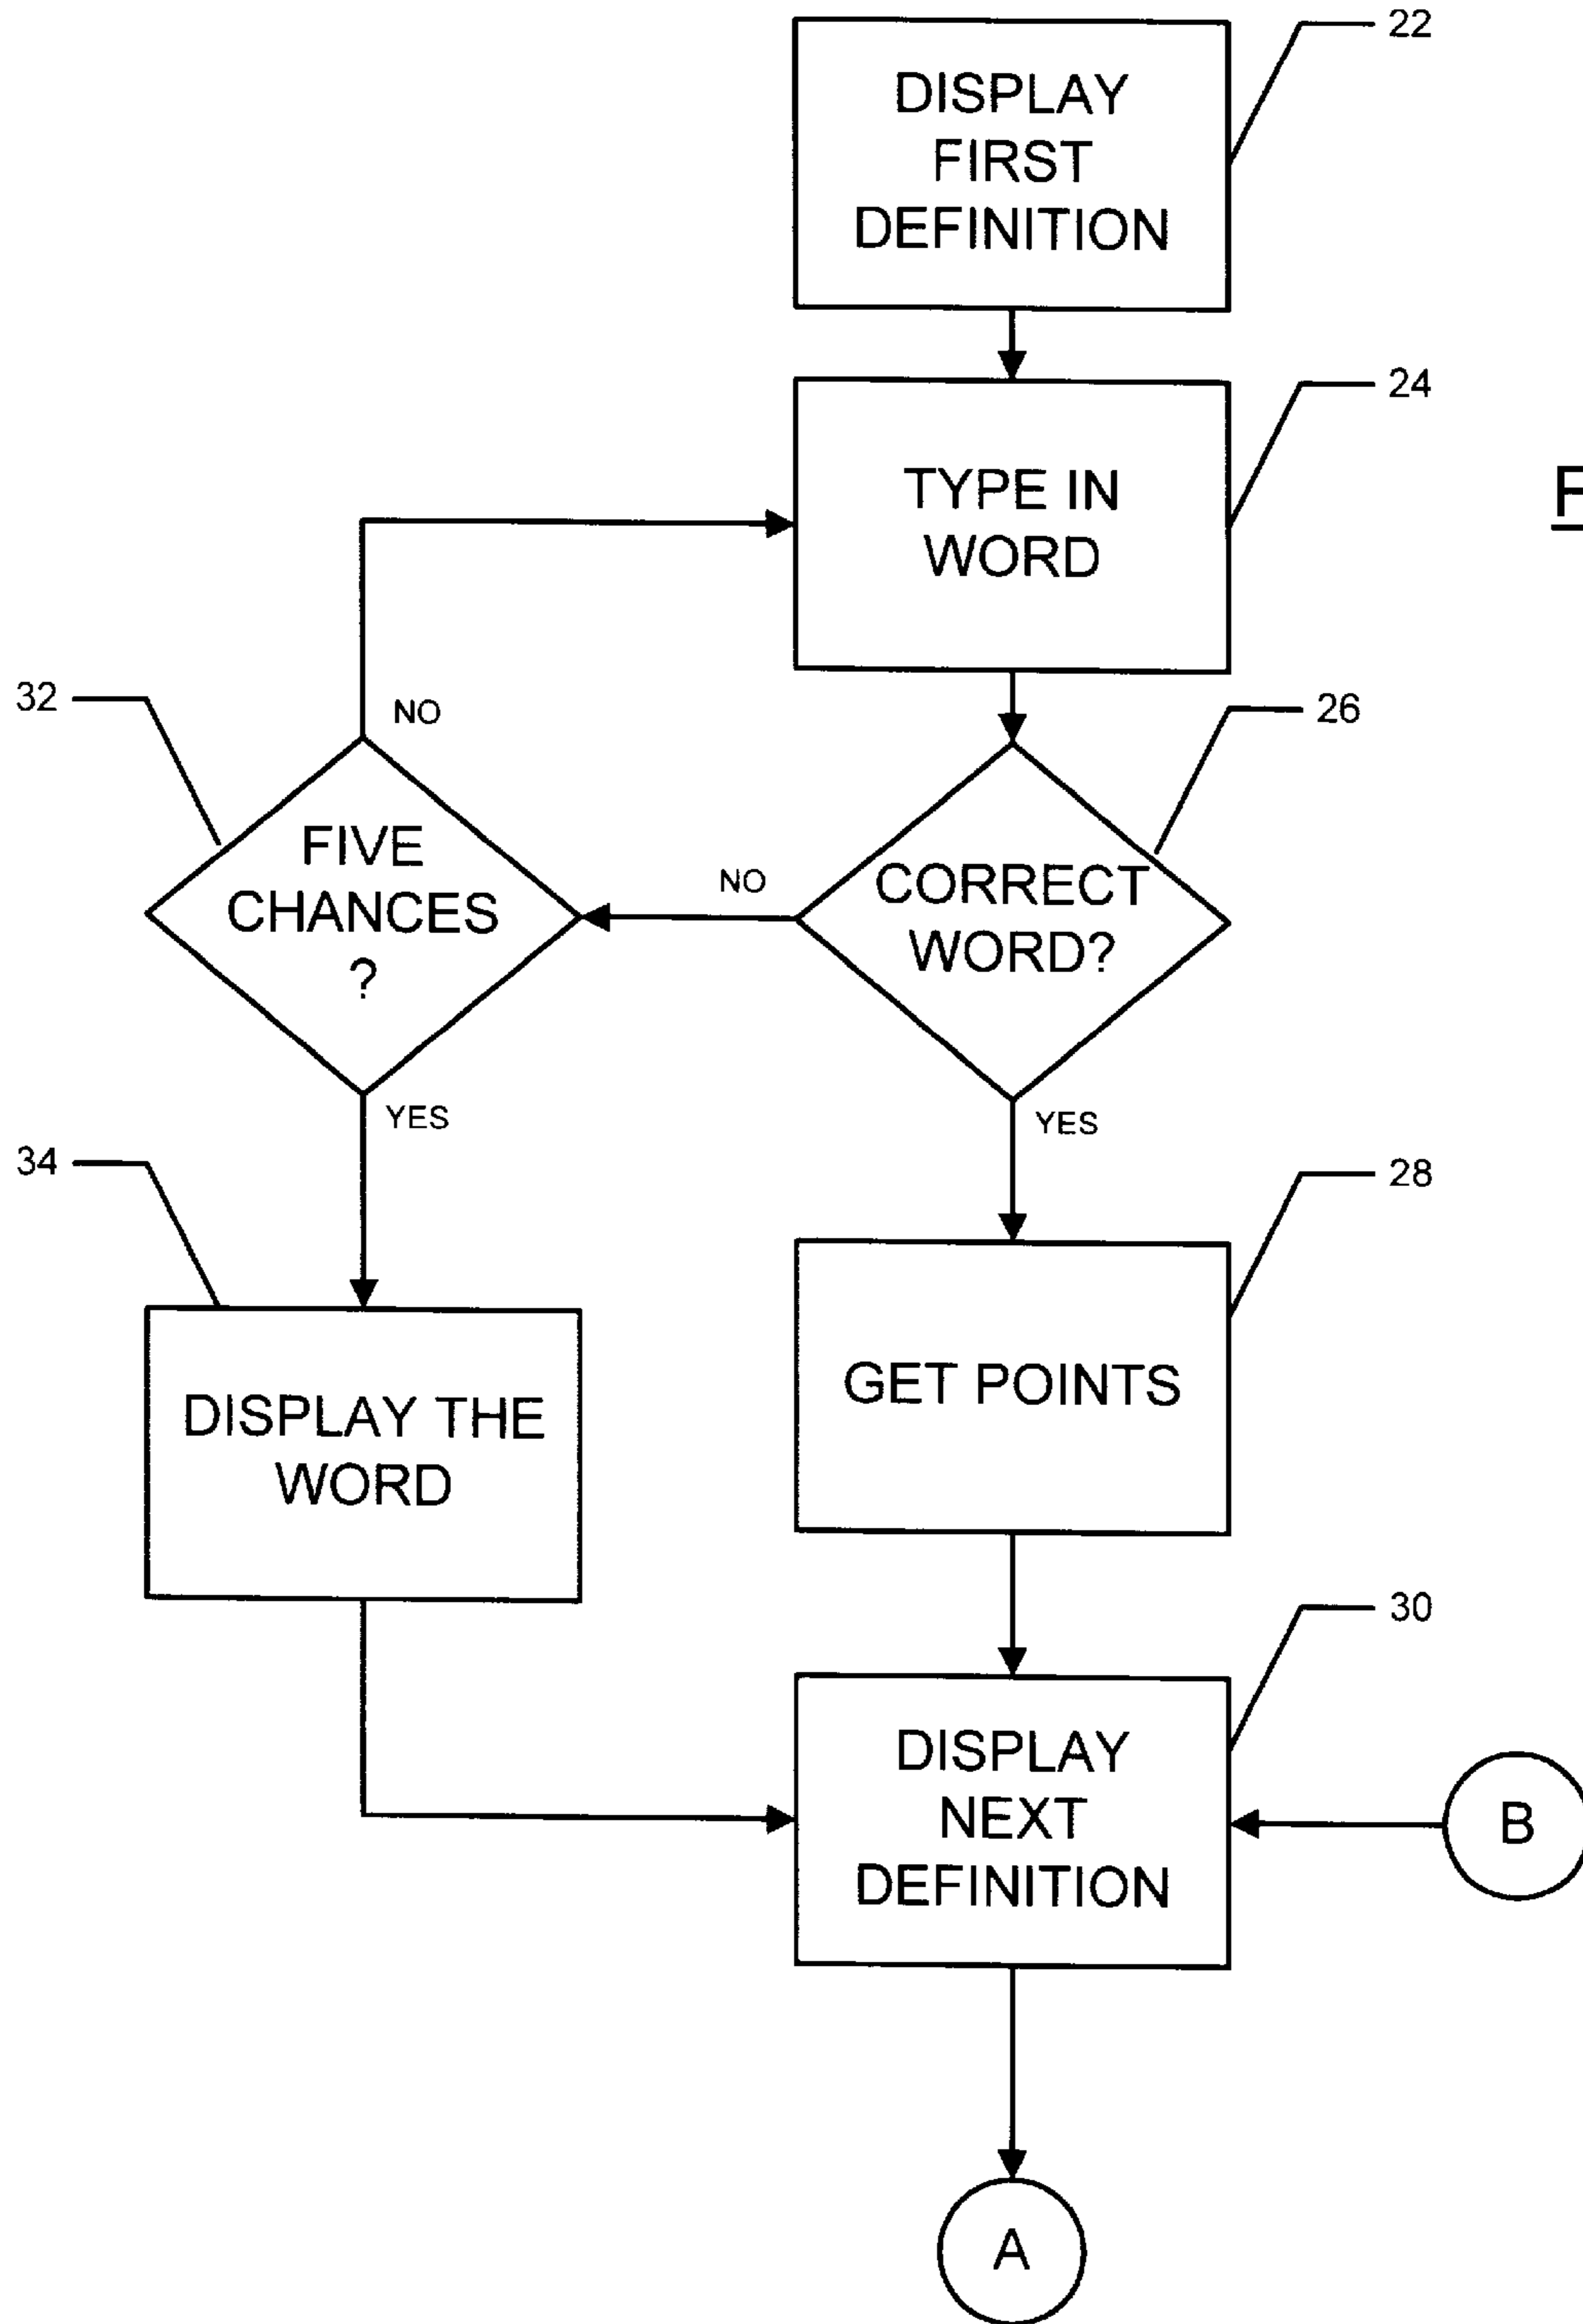 22
DISPLAY
FIRST
DEFINITION
24
TYPE IN
WORD
F
32
NO
26
FIVE
CHANCES
?
NO
CORRECT
WORD?
YES
YES
34
28
DISPLAY THE
WORD
GET POINTS
30
DISPLAY
NEXT
DEFINITION
B
A